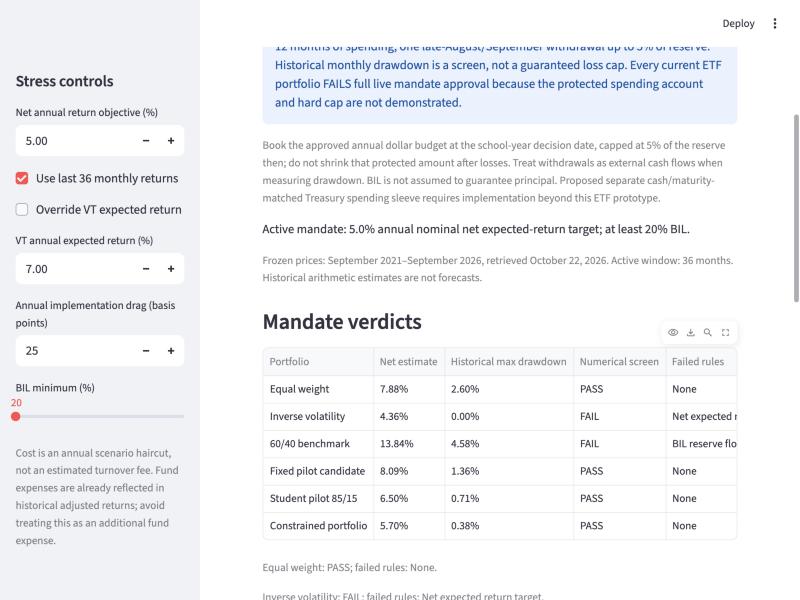 Deploy
Stress controls
Net annual return objective (%)
5.00
Use last 36 monthly returns
Override VT expected return
VT annual expected return (%)
7.00
Annual implementation drag (basis
points)
25
BIL minimum (%)
20
Cost is an annual scenario haircut,
not an estimated turnover fee. Fund
expenses are already reflected in
historical adjusted returns; avoid
treating this as an additional fund
expense.
12 months of spending, one late-August/September withdrawal up to 5% of reserve.
Historical monthly drawdown is a screen, not a guaranteed loss cap. Every current ETF
portfolio FAILS full live mandate approval because the protected spending account
and hard cap are not demonstrated.
Book the approved annual dollar budget at the school-year decision date, capped at 5% of the reserve
then; do not shrink that protected amount after losses. Treat withdrawals as external cash flows when
measuring drawdown. BIL is not assumed to guarantee principal. Proposed separate cash/maturity-
matched Treasury spending sleeve requires implementation beyond this ETF prototype.
Active mandate: 5.0% annual nominal net expected-return target; at least 20% BIL.
Frozen prices: September 2021–September 2026, retrieved October 22, 2026. Active window: 36 months.
Historical arithmetic estimates are not forecasts.
Mandate verdicts
Portfolio Net estimate Historical max drawdown Numerical screen Failed rules
Equal weight 7.88% 2.60% PASS None
Inverse volatility 4.36% 0.00% FAIL Net expected r
60/40 benchmark 13.84% 4.58% FAIL BIL reserve flo
Fixed pilot candidate 8.09% 1.36% PASS None
Student pilot 85/15 6.50% 0.71% PASS None
Constrained portfolio 5.70% 0.38% PASS None
Equal weight: PASS; failed rules: None.
Inverse volatility: FAIL; failed rules: Net expected return target.